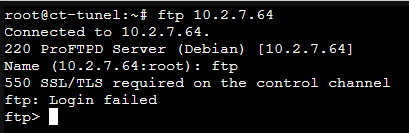 root@ct-tunel:~# ftp 10.2.7.64
Connected to 10.2.7.64.
220 ProFTPD Server (Debian) [10.2.7.64]
Name (10.2.7.64:root): ftp
550 SSL/TLS required on the control channel
ftp: Login failed
ftp>